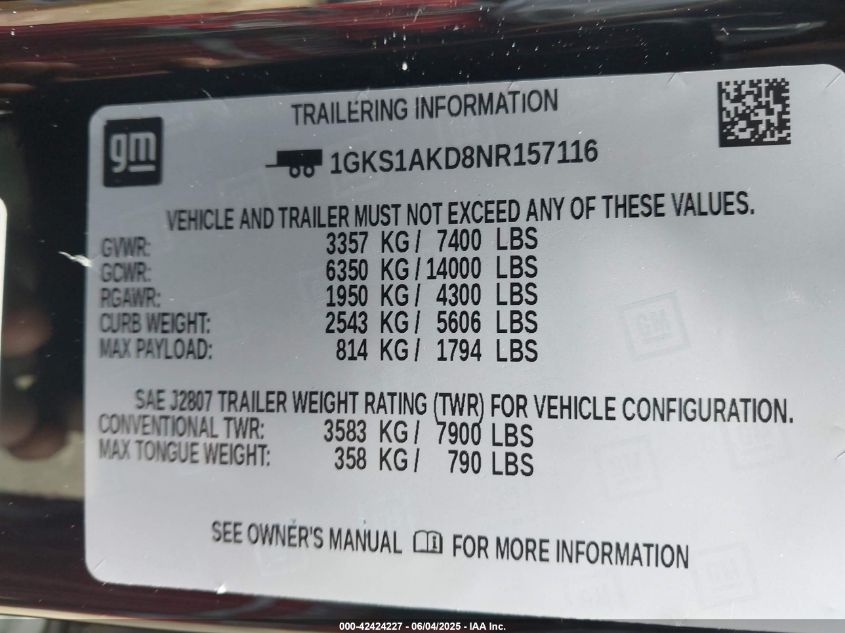 gm
TRAILERING INFORMATION
1GKS1AKD8NR157116
VEHICLE AND TRAILER MUST NOT EXCEED ANY OF THESE VALUES.
GVWR: 3357 KG / 7400 LBS
GCWR: 6350 KG / 14000 LBS
RGAWR: 1950 KG / 4300 LBS
CURB WEIGHT: 2543 KG / 5606 LBS
MAX PAYLOAD: 814 KG / 1794 LBS
SAE J2807 TRAILER WEIGHT RATING (TWR) FOR VEHICLE CONFIGURATION.
CONVENTIONAL TWR: 3583 KG / 7900 LBS
MAX TONGUE WEIGHT: 358 KG / 790 LBS
SEE OWNER'S MANUAL FOR MORE INFORMATION
000-42424227 - 06/04/2025 - IAA Inc.